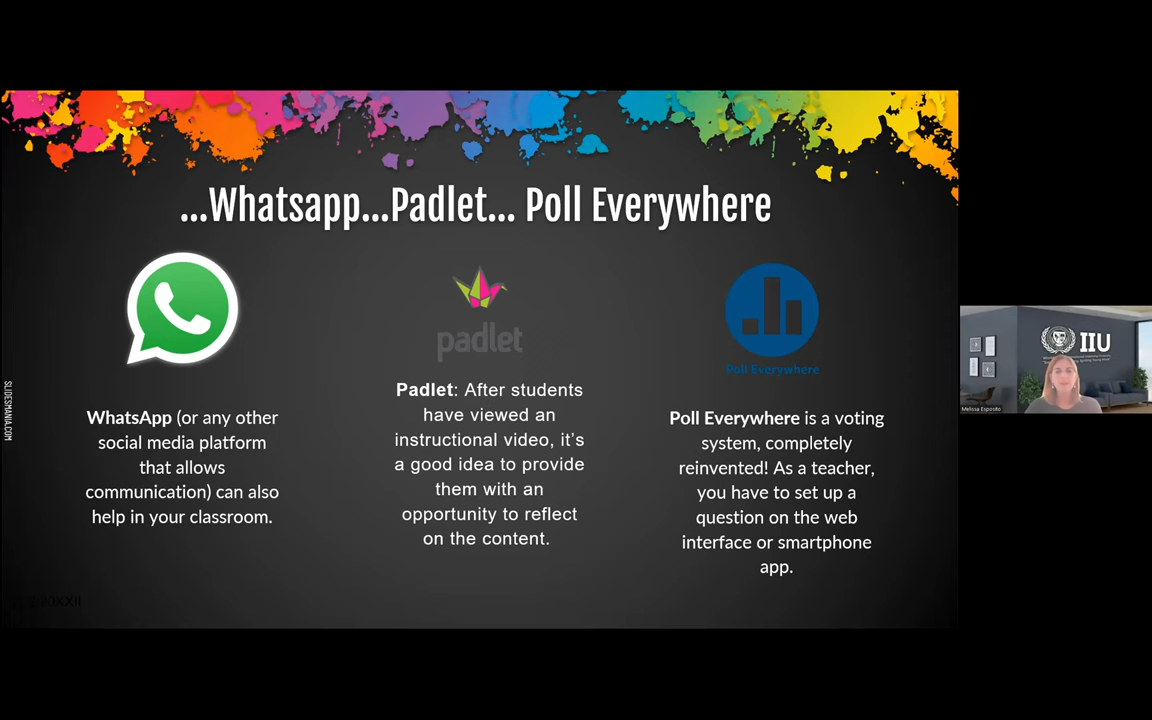 ...Whatsapp...Padlet... Poll Everywhere
padlet
Poll Everywhere
WhatsApp (or any other
social media platform
that allows
communication) can also
help in your classroom.
Padlet: After students
have viewed an
instructional video, it's
a good idea to provide
them with an
opportunity to reflect
on the content.
Poll Everywhere is a voting
system, completely
reinvented! As a teacher,
you have to set up a
question on the web
interface or smartphone
app.
SLIDESMANIA.COM
IIU
Melissa Esposito